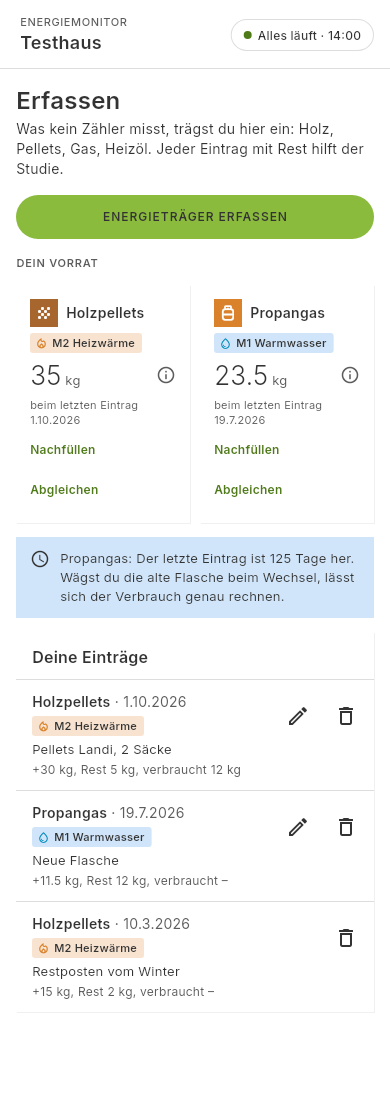 ENERGIEMONITOR
Testhaus
Alles läuft · 14:00
Erfassen
Was kein Zähler misst, trägst du hier ein: Holz,
Pellets, Gas, Heizöl. Jeder Eintrag mit Rest hilft der
Studie.
ENERGIETRÄGER ERFASSEN
DEIN VORRAT
Holzpellets
M2 Heizwärme
35 kg
beim letzten Eintrag
1.10.2026
Nachfüllen
Abgleichen
Propangas
M1 Warmwasser
23.5 kg
beim letzten Eintrag
19.7.2026
Nachfüllen
Abgleichen
Propangas: Der letzte Eintrag ist 125 Tage her.
Wägst du die alte Flasche beim Wechsel, lässt
sich der Verbrauch genau rechnen.
Deine Einträge
Holzpellets · 1.10.2026
M2 Heizwärme
Pellets Landi, 2 Säcke
+30 kg, Rest 5 kg, verbraucht 12 kg
Propangas · 19.7.2026
M1 Warmwasser
Neue Flasche
+11.5 kg, Rest 12 kg, verbraucht –
Holzpellets · 10.3.2026
M2 Heizwärme
Restposten vom Winter
+15 kg, Rest 2 kg, verbraucht –